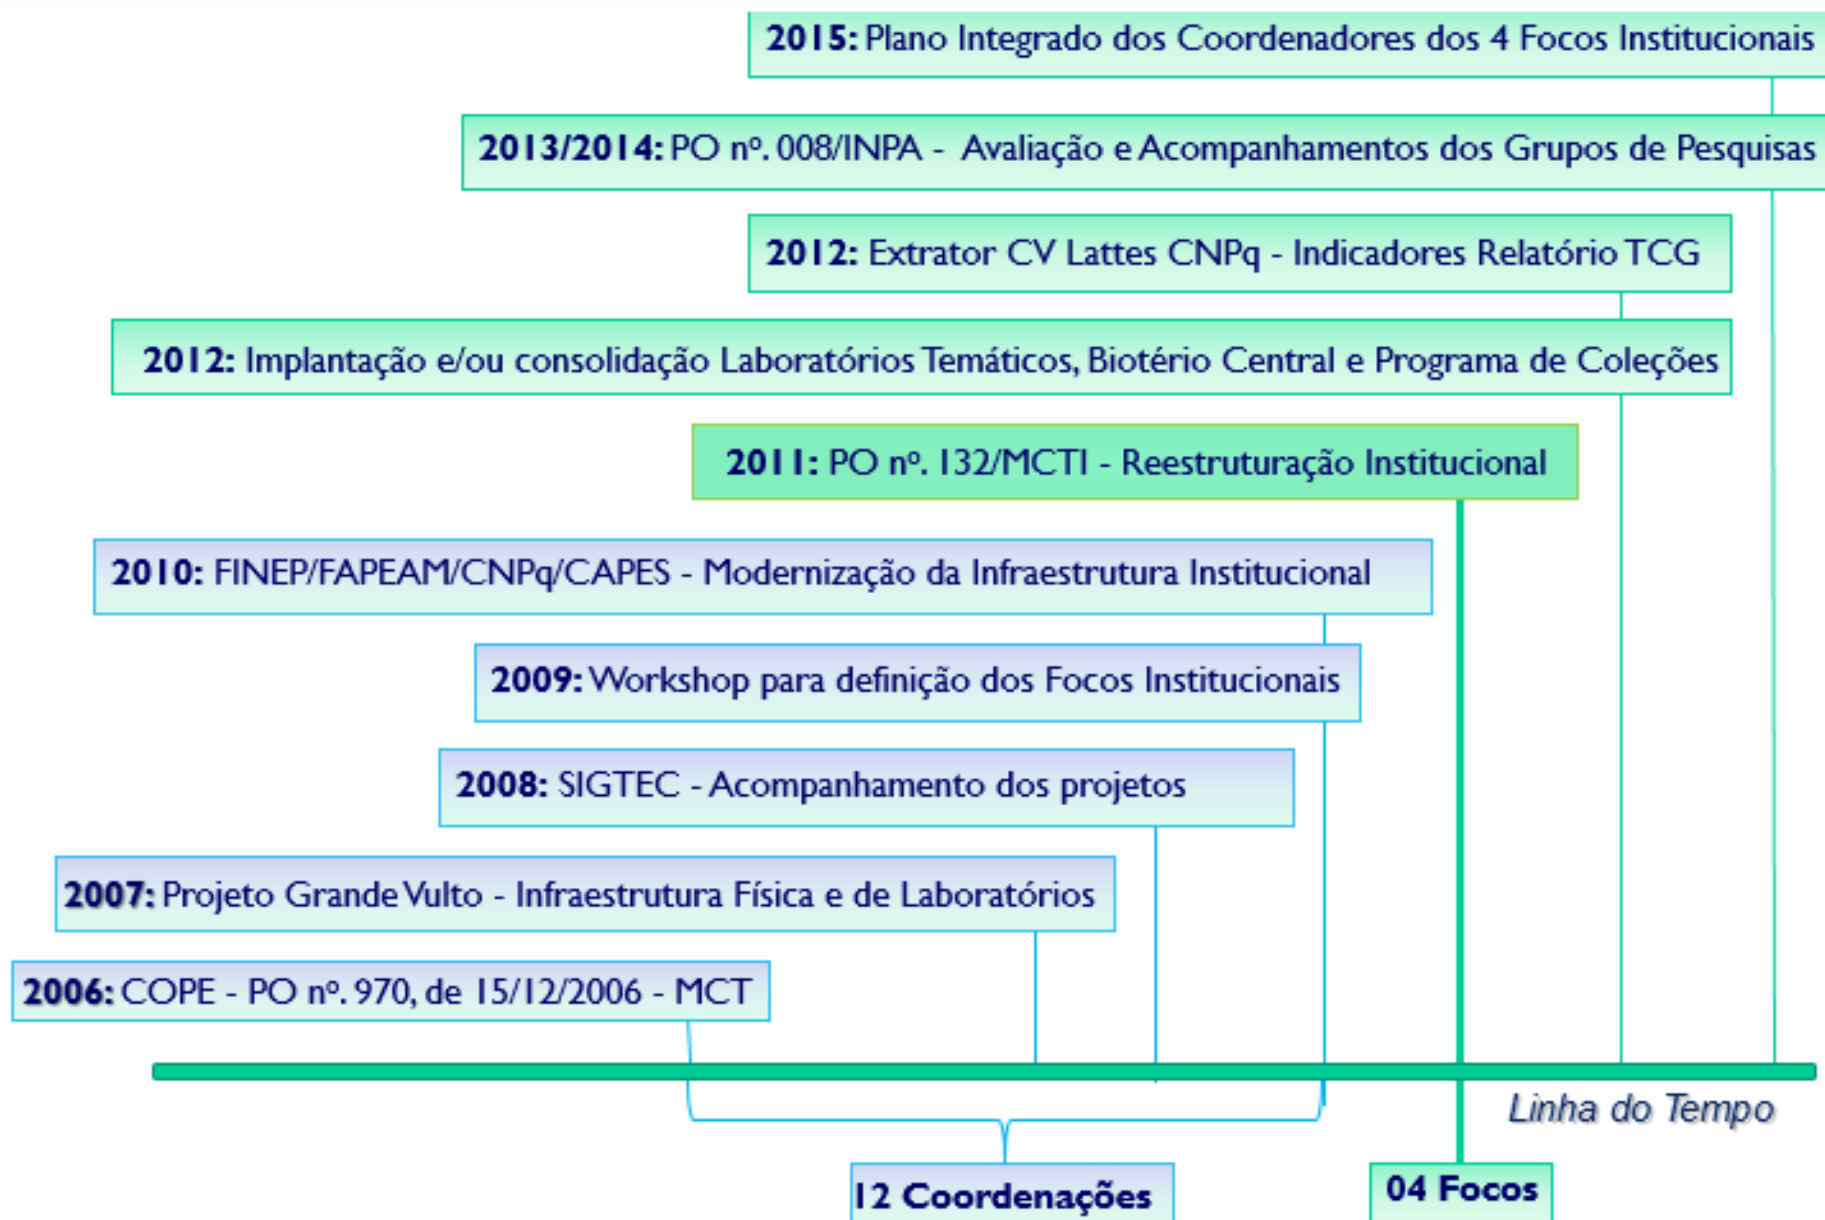 2015: Plano Integrado dos Coordenadores dos 4 Focos Institucionais
2013/2014: PO nº. 008/INPA - Avaliação e Acompanhamentos dos Grupos de Pesquisas
2012: Extrator CV Lattes CNPq - Indicadores Relatório TCG
2012: Implantação e/ou consolidação Laboratórios Temáticos, Biotério Central e Programa de Coleções
2011: PO nº. 132/MCTI - Reestruturação Institucional
2010: FINEP/FAPEAM/CNPq/CAPES - Modernização da Infraestrutura Institucional
2009: Workshop para definição dos Focos Institucionais
2008: SIGTEC - Acompanhamento dos projetos
2007: Projeto Grande Vulto - Infraestrutura Física e de Laboratórios
2006: COPE - PO nº. 970, de 15/12/2006 - MCT
Linha do Tempo
12 Coordenações
04 Focos